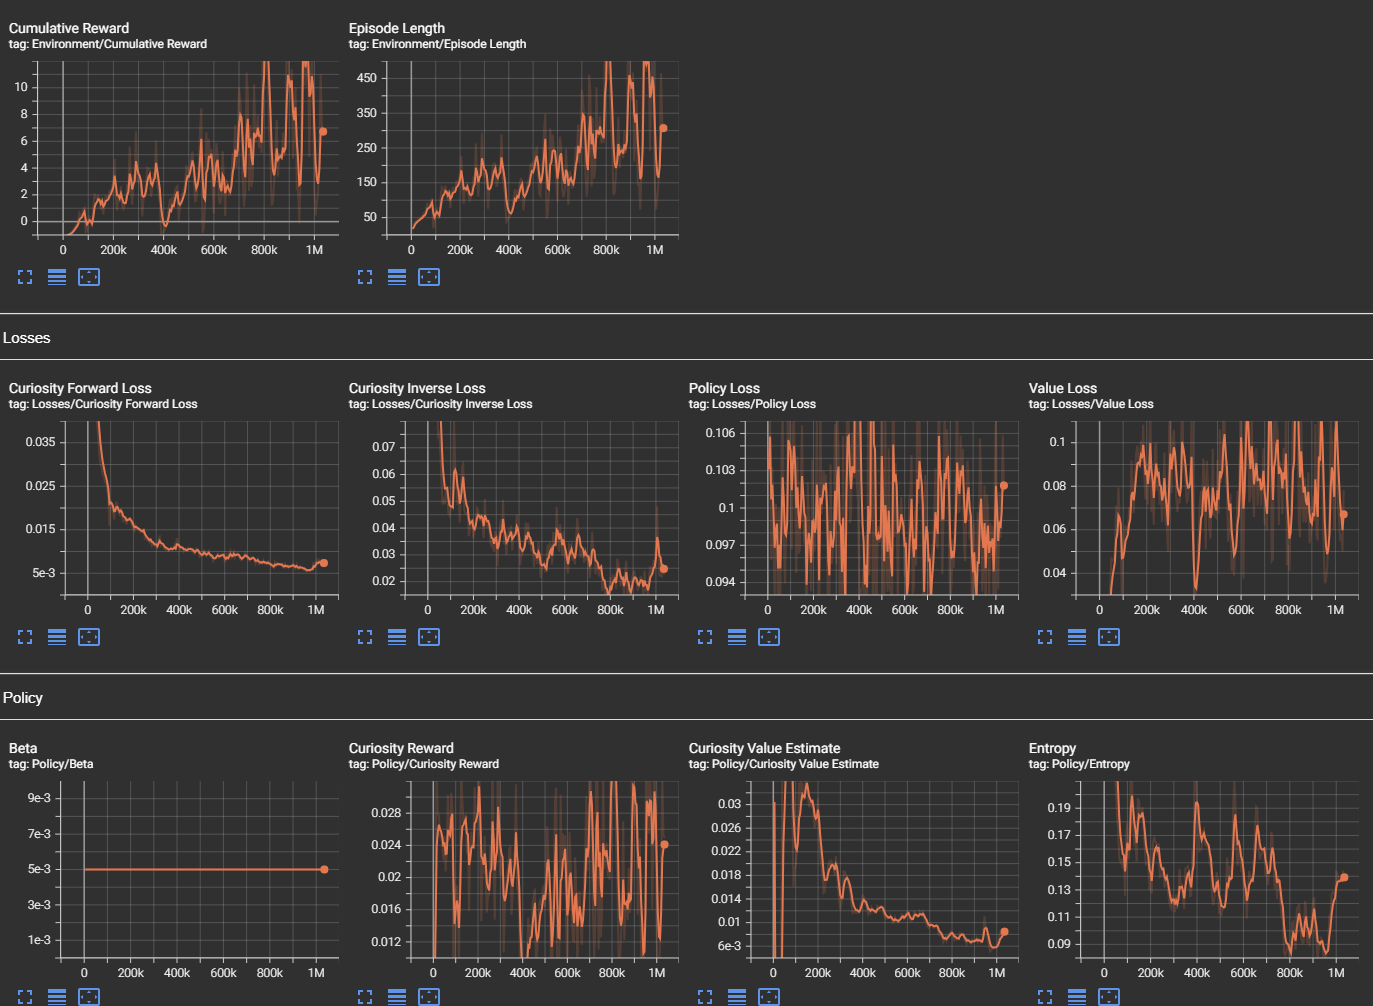 Cumulative Reward
tag: Environment/Cumulative Reward
10
8
6
4
2
0
0 200k 400k 600k 800k 1M
Episode Length
tag: Environment/Episode Length
450
350
250
150
50
0 200k 400k 600k 800k 1M
Losses
Curiosity Forward Loss
tag: Losses/Curiosity Forward Loss
0.035
0.025
0.015
5e-3
0 200k 400k 600k 800k 1M
Curiosity Inverse Loss
tag: Losses/Curiosity Inverse Loss
0.07
0.06
0.05
0.04
0.03
0.02
0 200k 400k 600k 800k 1M
Policy Loss
tag: Losses/Policy Loss
0.106
0.103
0.1
0.097
0.094
0 200k 400k 600k 800k 1M
Value Loss
tag: Losses/Value Loss
0.1
0.08
0.06
0.04
0 200k 400k 600k 800k 1M
Policy
Beta
tag: Policy/Beta
9e-3
7e-3
5e-3
3e-3
1e-3
0 200k 400k 600k 800k 1M
Curiosity Reward
tag: Policy/Curiosity Reward
0.028
0.024
0.02
0.016
0.012
0 200k 400k 600k 800k 1M
Curiosity Value Estimate
tag: Policy/Curiosity Value Estimate
0.03
0.026
0.022
0.018
0.014
0.01
6e-3
0 200k 400k 600k 800k 1M
Entropy
tag: Policy/Entropy
0.19
0.17
0.15
0.13
0.11
0.09
0 200k 400k 600k 800k 1M